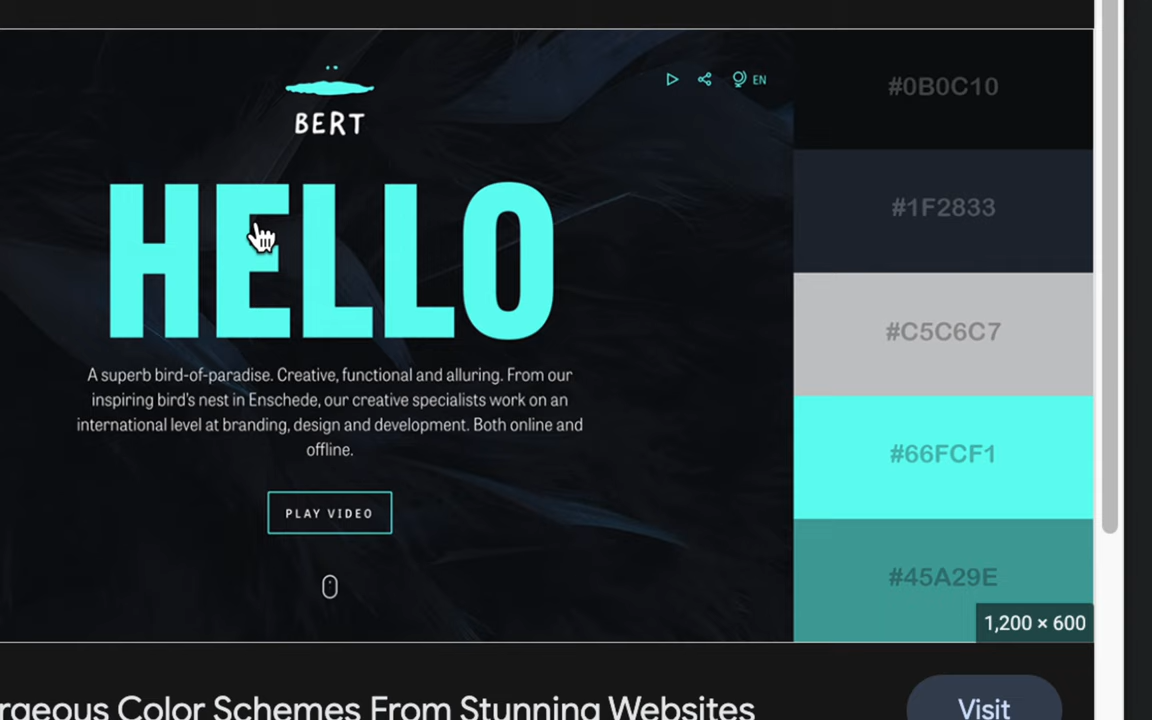 #0B0C10
EN
BERT
HELLO
#1F2833
#C5C6C7
A superb bird-of-paradise. Creative, functional and alluring. From our
inspiring bird's nest in Enschede, our creative specialists work on an
international level at branding, design and development. Both online and
offline.
#66FCF1
PLAY VIDEO
#45A29E
1,200 × 600
rgeous Color Schemes From Stunning Websites
Visit